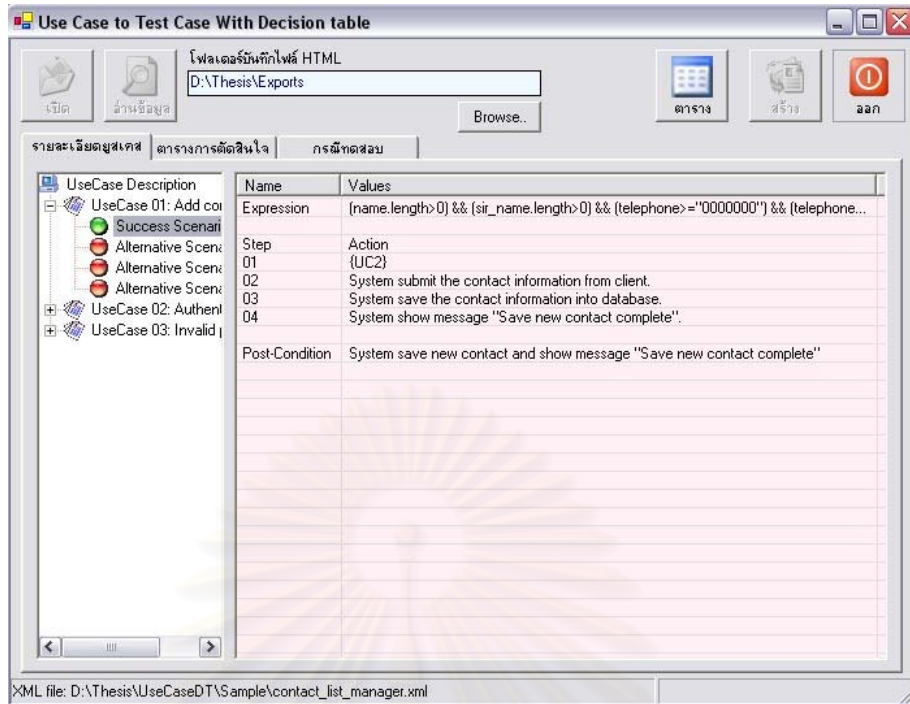 Use Case to Test Case With Decision table
โฟลเดอร์บันทึกไฟล์ HTML
D:\Thesis\Exports
Browse..
เปิด
อ่านข้อมูล
ตาราง
สร้าง
ออก
รายละเอียดยูสเคส
ตารางการตัดสินใจ
กรณีทดสอบ
UseCase Description
UseCase 01: Add con
Success Scenari
Alternative Scena
Alternative Scena
Alternative Scena
UseCase 02: Authent
UseCase 03: Invalid p
Name Values
Expression (name.length>0) && (sir_name.length>0) && (telephone>="0000000") && (telephone...
Step Action
01 {UC2}
02 System submit the contact information from client.
03 System save the contact information into database.
04 System show message "Save new contact complete".
Post-Condition System save new contact and show message "Save new contact complete"
XML file: D:\Thesis\UseCaseDT\Sample\contact_list_manager.xml